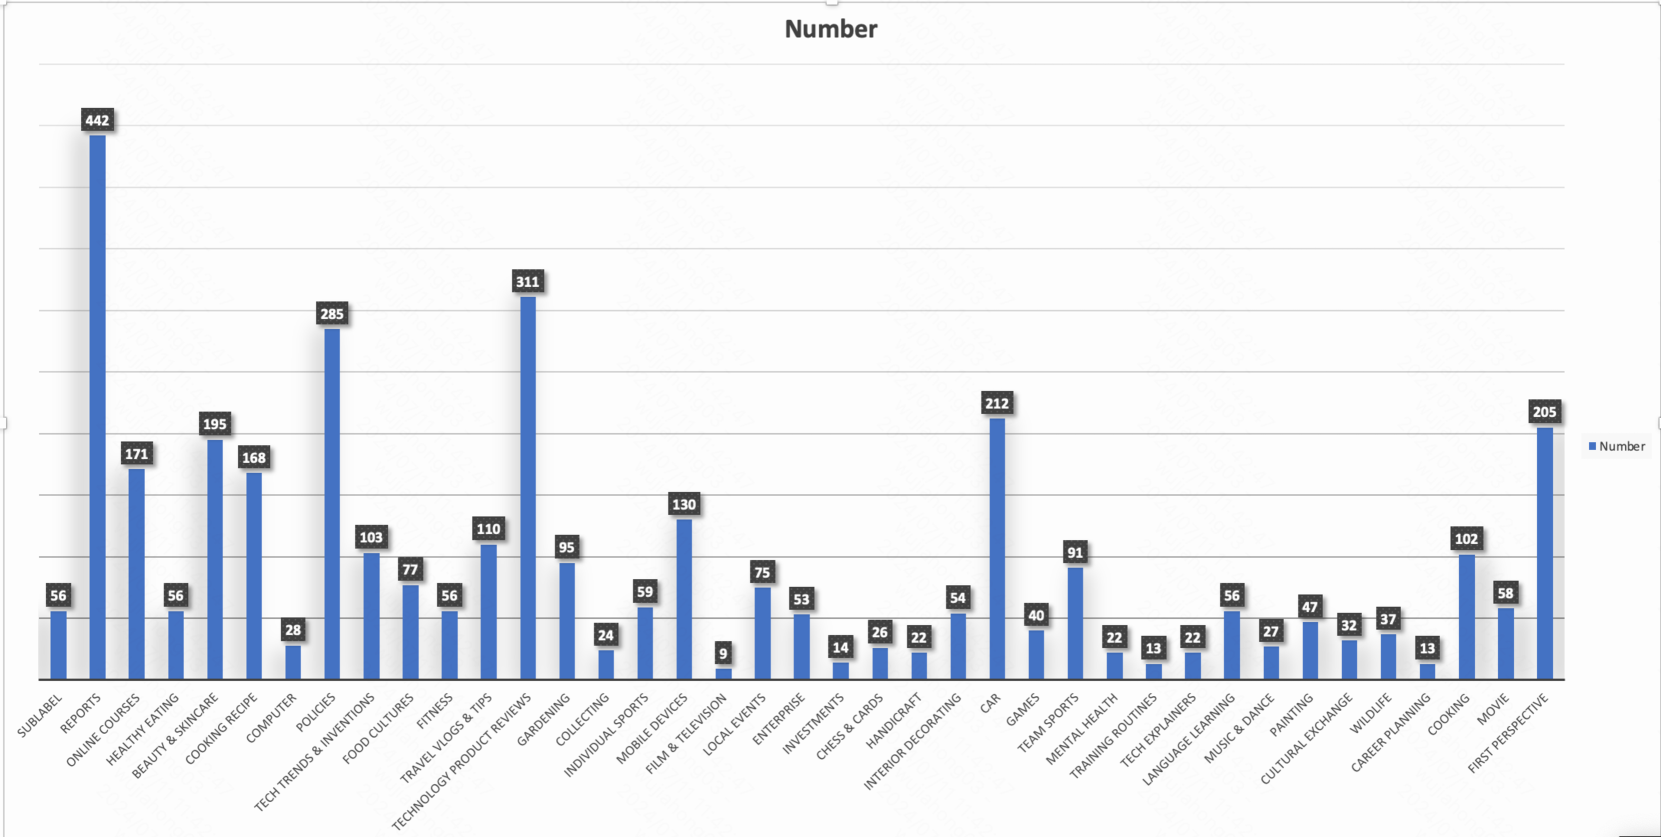 Number
442
311
285
212
205
195
171
168
130
110
103
102
95
91
77
75
56
56
56
59
53
54
56
58
47
40
37
32
28
24
26
27
22
22
22
14
13
13
9
Number
SUBLABEL
REPORTS
ONLINE COURSES
HEALTHY EATING
BEAUTY & SKINCARE
COOKING RECIPE
COMPUTER
POLICIES
TECH TRENDS & INVENTIONS
FOOD CULTURES
FITNESS
TRAVEL VLOGS & TIPS
TECHNOLOGY PRODUCT REVIEWS
GARDENING
COLLECTING
INDIVIDUAL SPORTS
MOBILE DEVICES
FILM & TELEVISION
LOCAL EVENTS
ENTERPRISE
INVESTMENTS
CHESS & CARDS
HANDICRAFT
INTERIOR DECORATING
CAR
GAMES
TEAM SPORTS
MENTAL HEALTH
TRAINING ROUTINES
TECH EXPLAINERS
LANGUAGE LEARNING
MUSIC & DANCE
PAINTING
CULTURAL EXCHANGE
WILDLIFE
CAREER PLANNING
COOKING
MOVIE
FIRST PERSPECTIVE